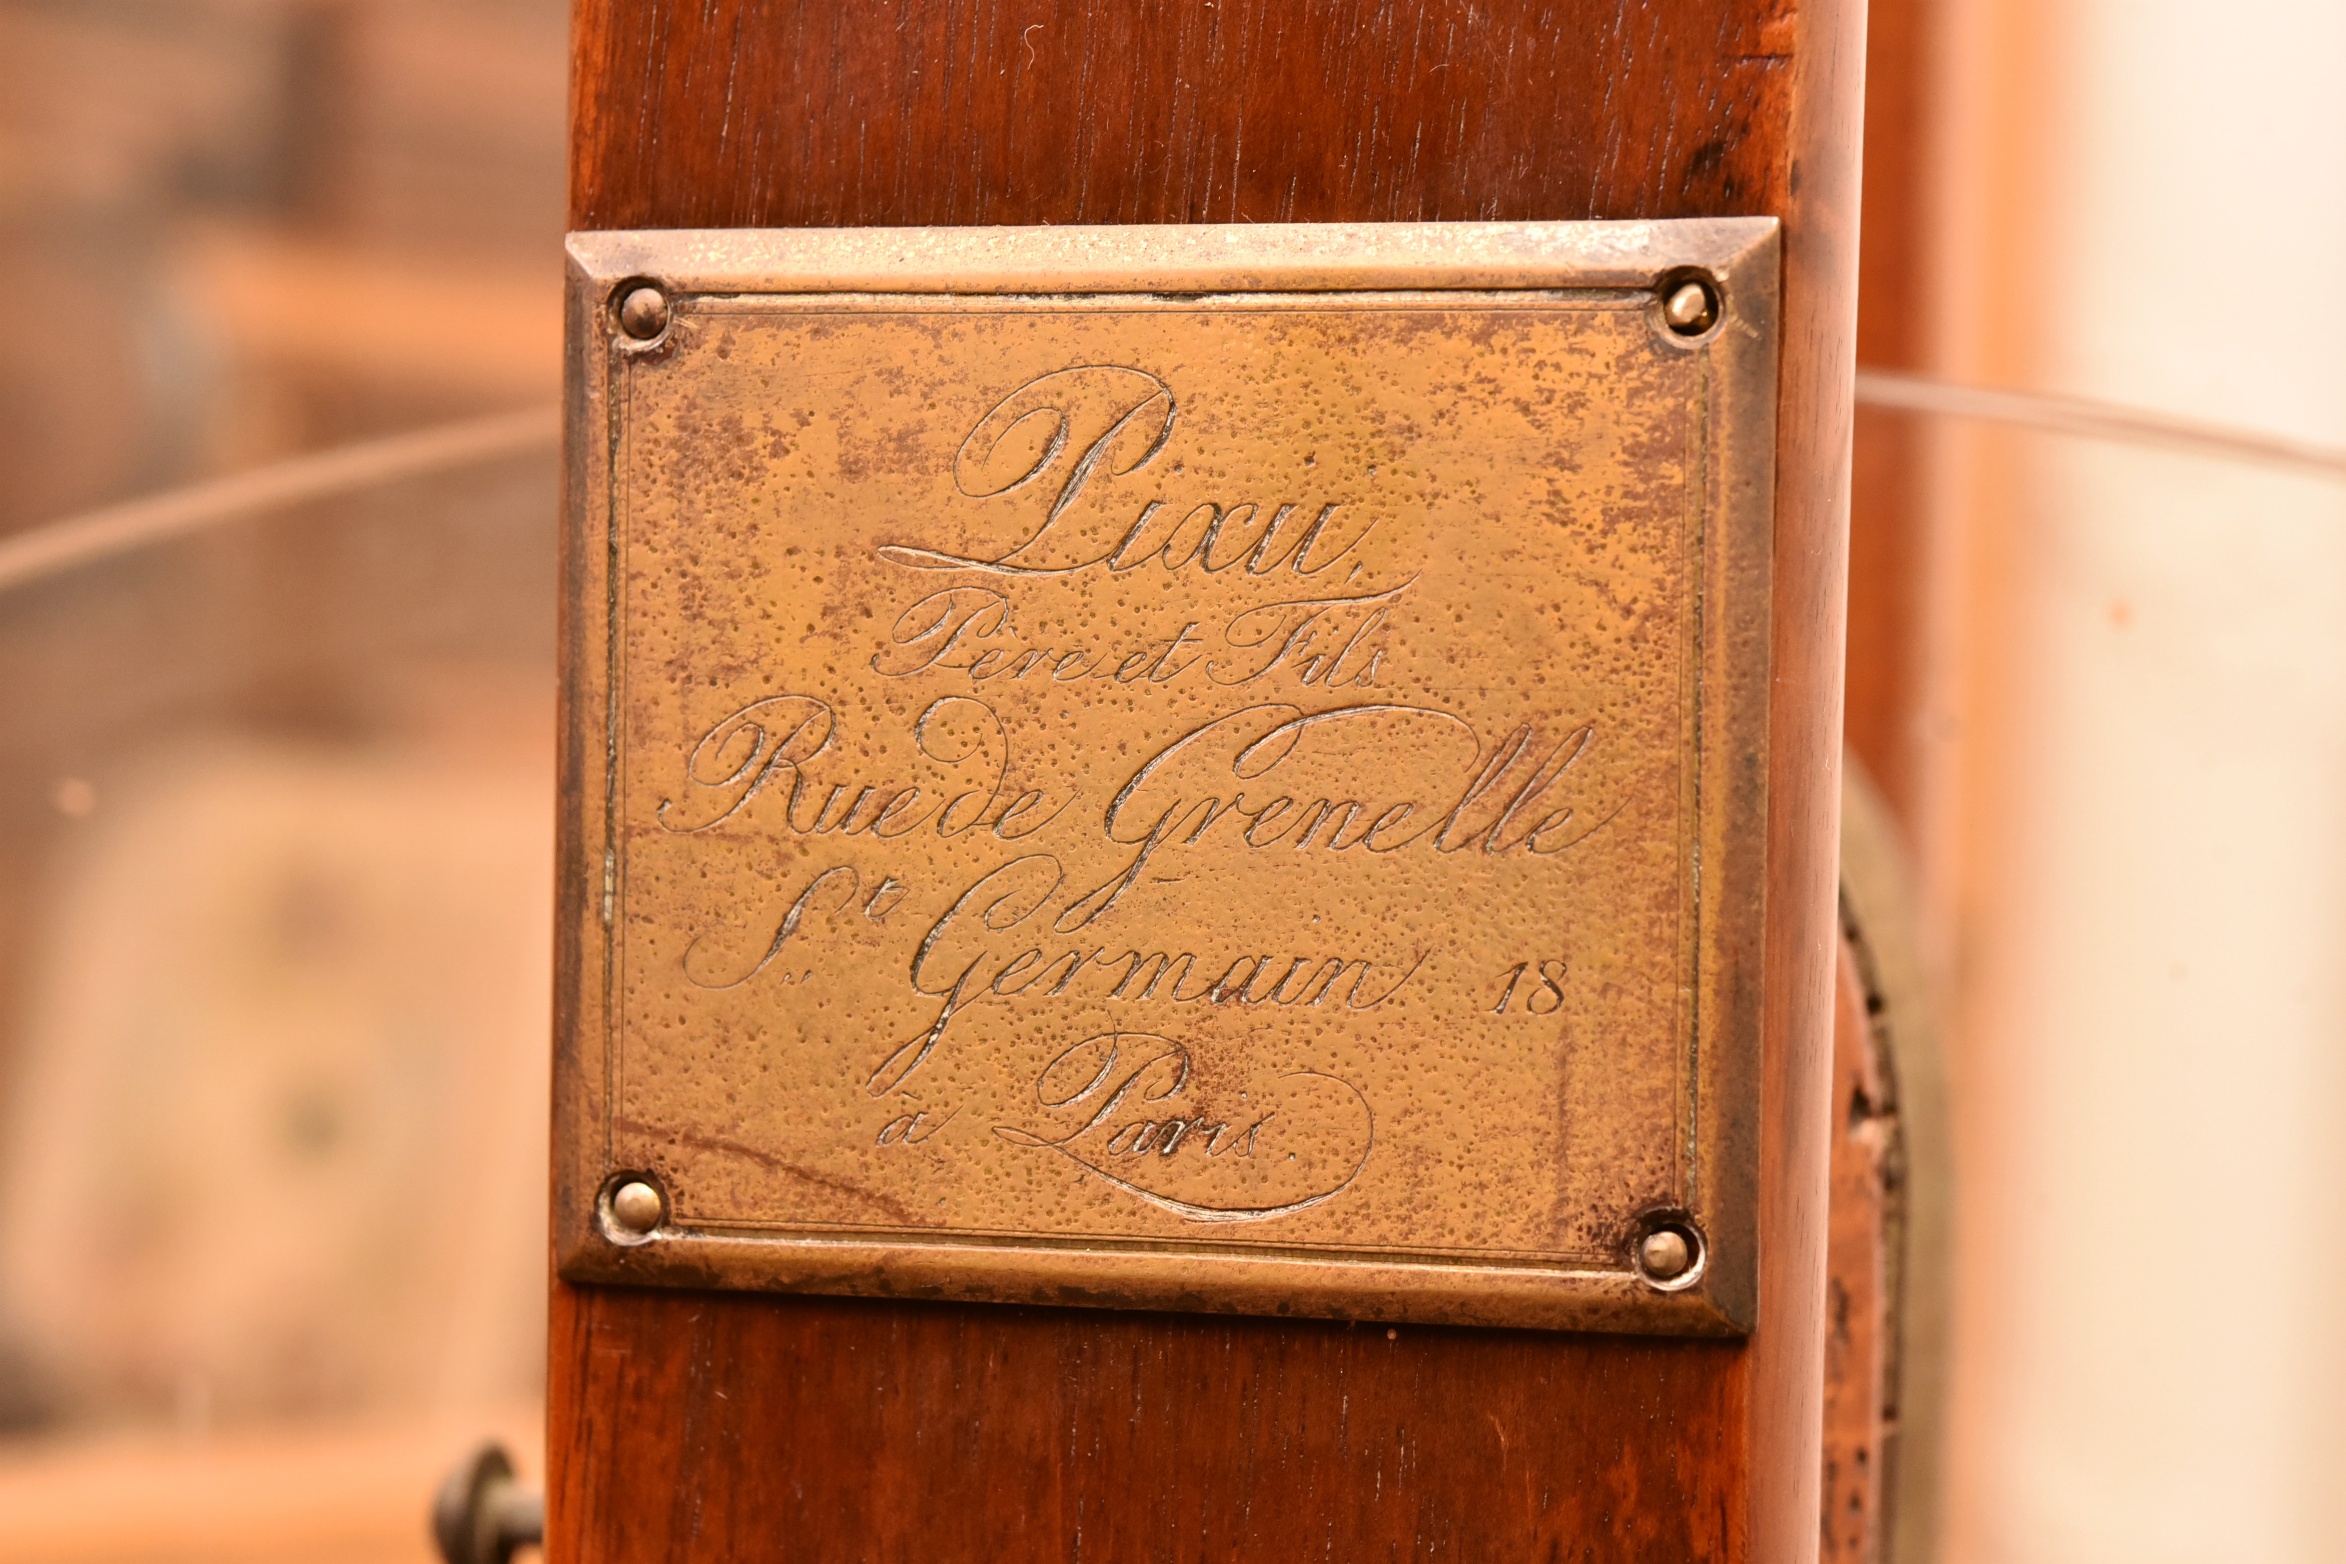 Pixii,
Père et Fils
Rue de Grenelle
St. Germain 18
à Paris.